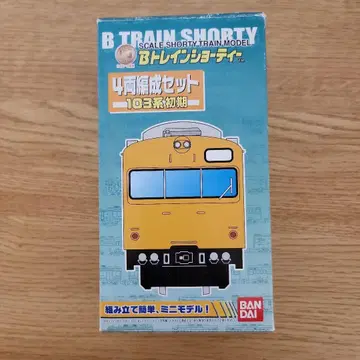 B TRAIN SHORTY
SCALE SHORTY TRAIN MODEL
Bトレインショーティー
4両編成セット
103系初期
組み立て簡単、ミニモデル!
BAN
DAI